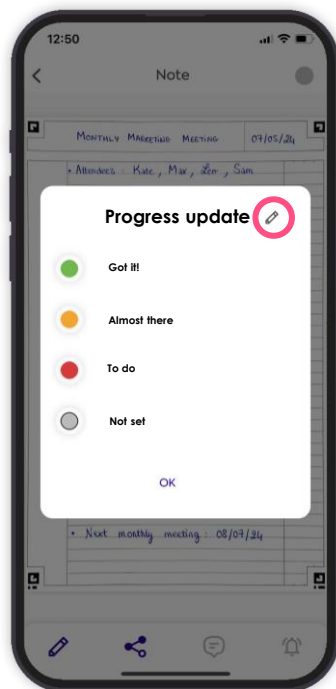 12:50
Note
MONTHLY MARKETING MEETING 07/05/24
• Attendees : Kate, Max, Leo, Sam
Progress update
Got it!
Almost there
To do
Not set
OK
• Next monthly meeting : 08/07/24